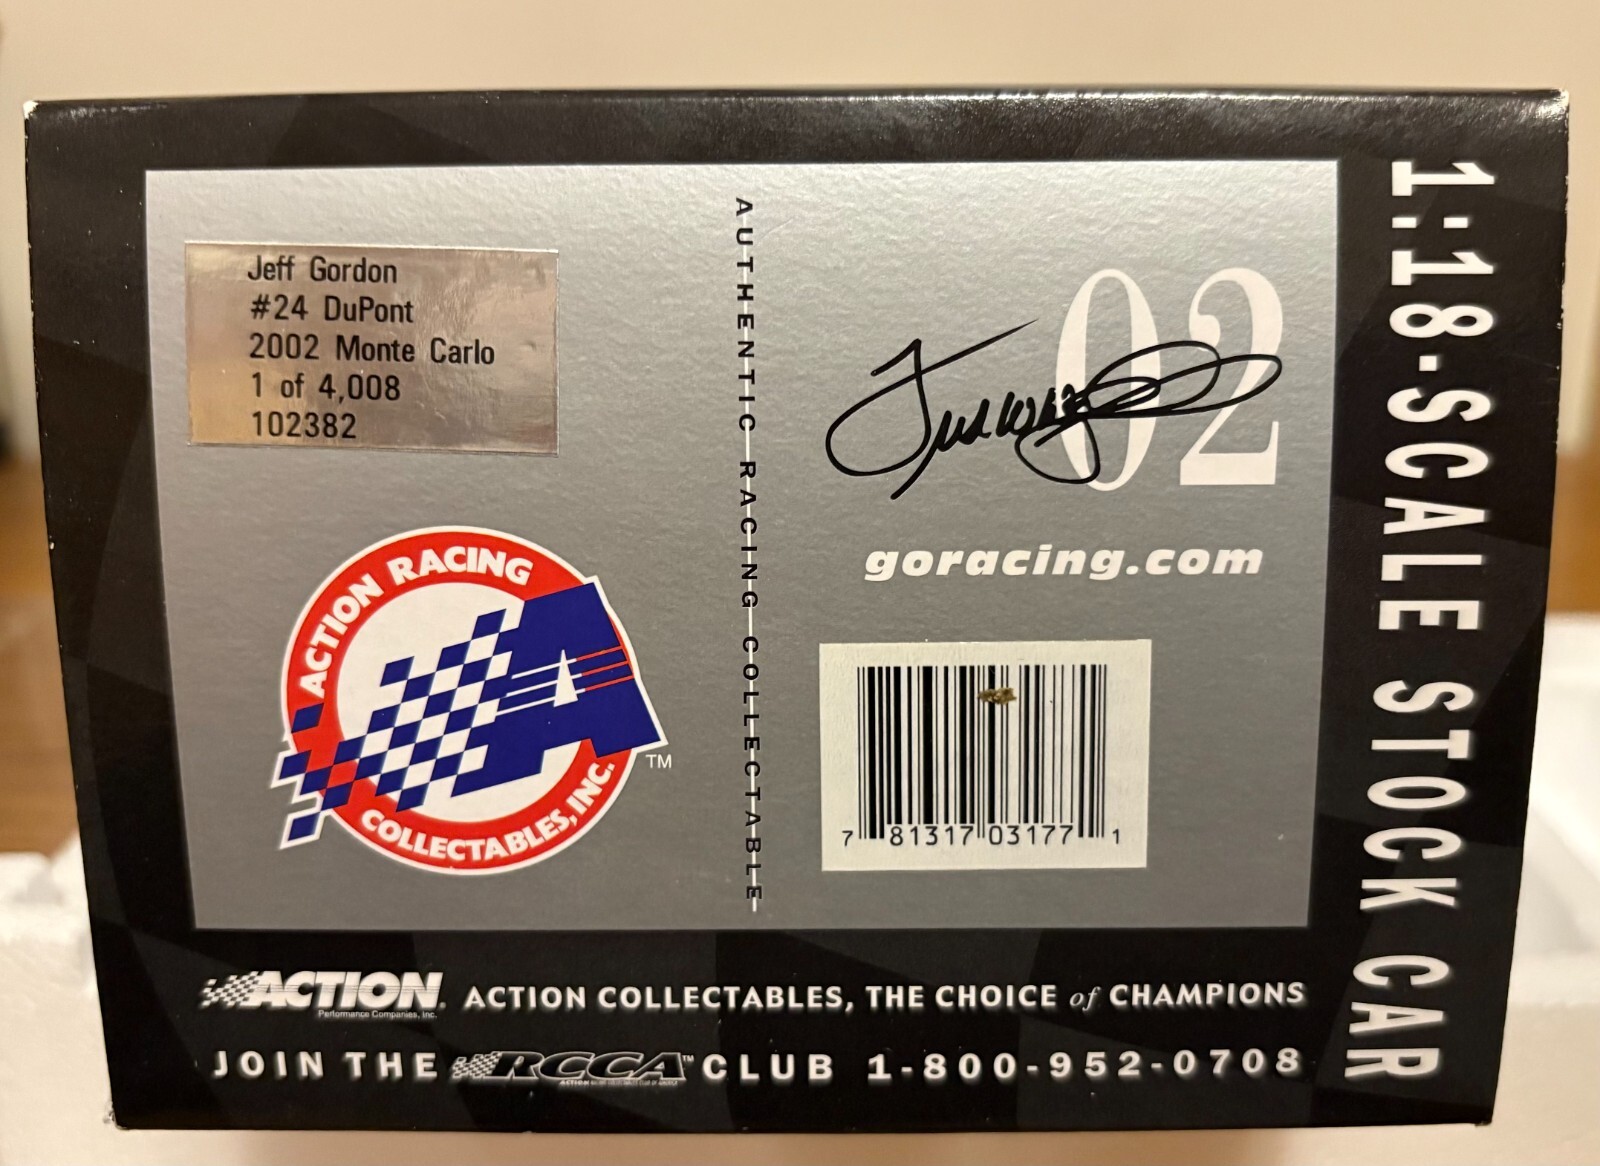 Jeff Gordon
#24 DuPont
2002 Monte Carlo
1 of 4,008
102382
ACTION RACING
COLLECTABLES, INC.
A
TM
AUTHENTIC RACING COLLECTABLE
02
goracing.com
7 81317 03177 1
1:18-SCALE STOCK CAR
ACTION
Performance Companies, Inc.
ACTION COLLECTABLES, THE CHOICE of CHAMPIONS
JOIN THE RCCA™ CLUB 1-800-952-0708